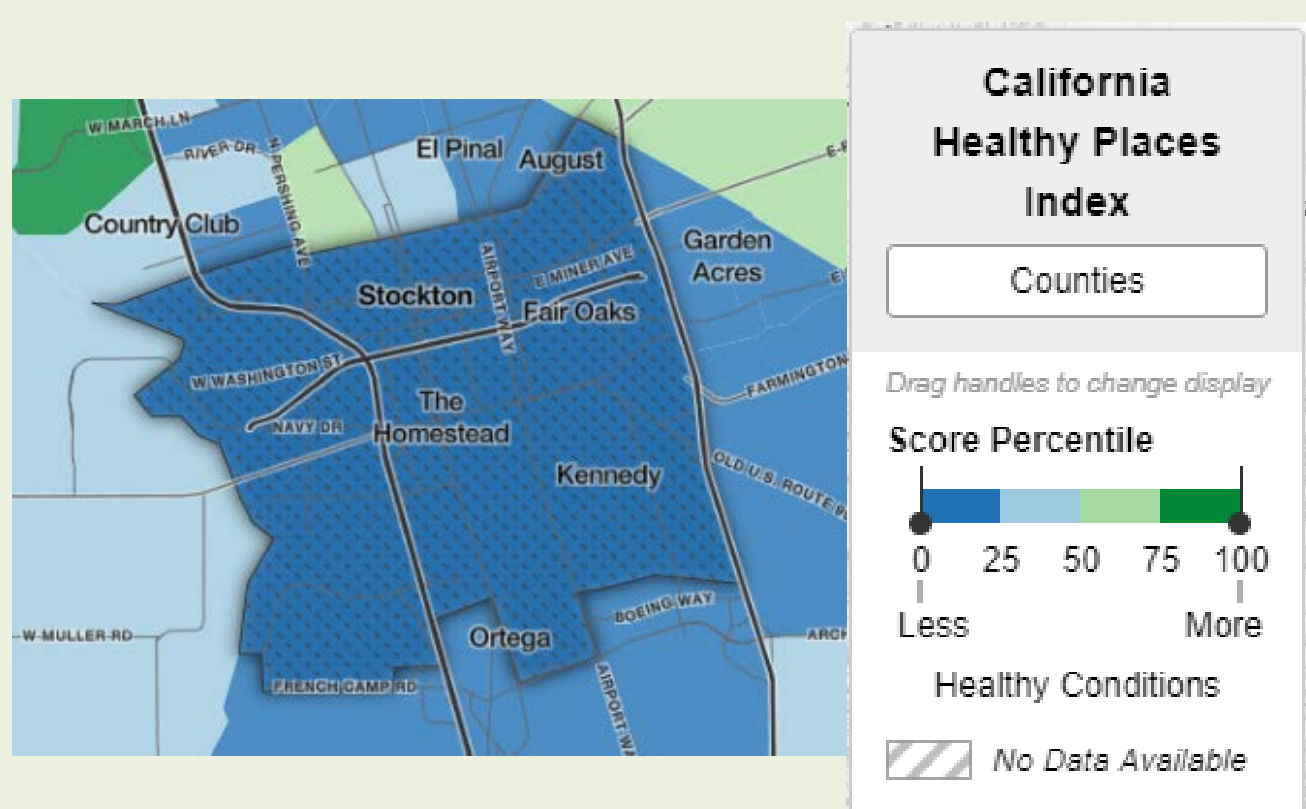 W MARCH LN
RIVER DR
N PERSHING AVE
El Pinal
August
Country Club
Garden
Acres
AIRPORT WAY
E MINER AVE
Stockton
Fair Oaks
W WASHINGTON ST
NAVY DR
The
Homestead
FARMINGTON
Kennedy
OLD U.S. ROUTE
W MULLER RD
BOEING WAY
Ortega
ARCH
FRENCH CAMP RD
AIRPORT WA
California
Healthy Places
Index
Counties
Drag handles to change display
Score Percentile
0 25 50 75 100
Less More
Healthy Conditions
No Data Available